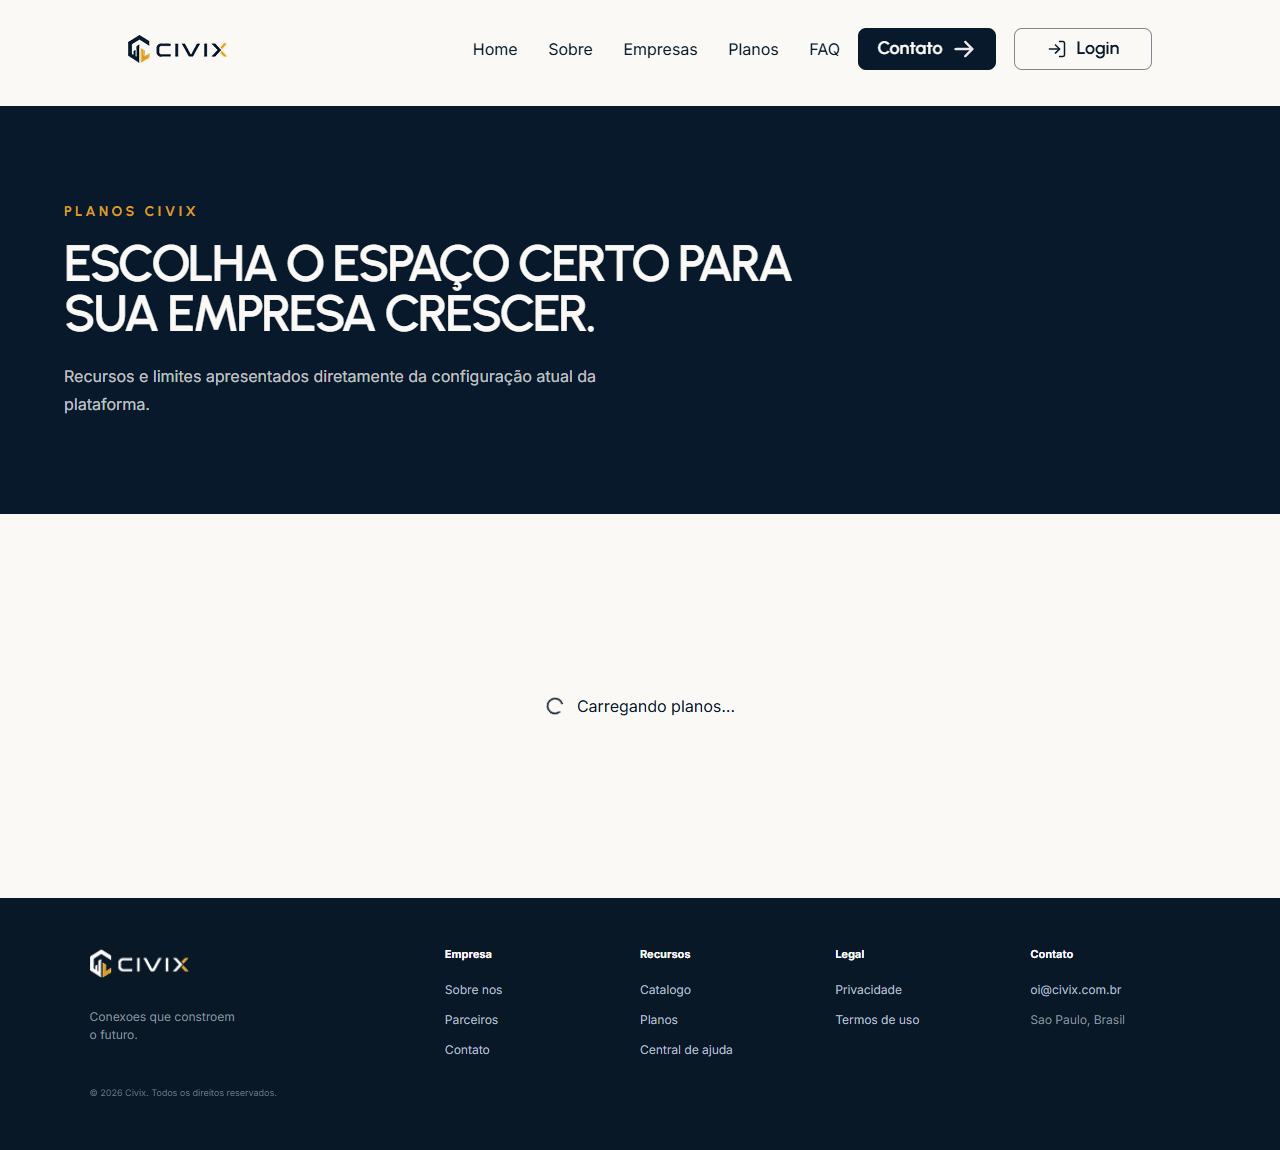 CIVIX
Home
Sobre
Empresas
Planos
FAQ
Contato
Login
PLANOS CIVIX
ESCOLHA O ESPAÇO CERTO PARA
SUA EMPRESA CRESCER.
Recursos e limites apresentados diretamente da configuração atual da
plataforma.
Carregando planos...
CIVIX
Conexoes que constroem
o futuro.
© 2026 Civix. Todos os direitos reservados.
Empresa
Sobre nos
Parceiros
Contato
Recursos
Catalogo
Planos
Central de ajuda
Legal
Privacidade
Termos de uso
Contato
oi@civix.com.br
Sao Paulo, Brasil